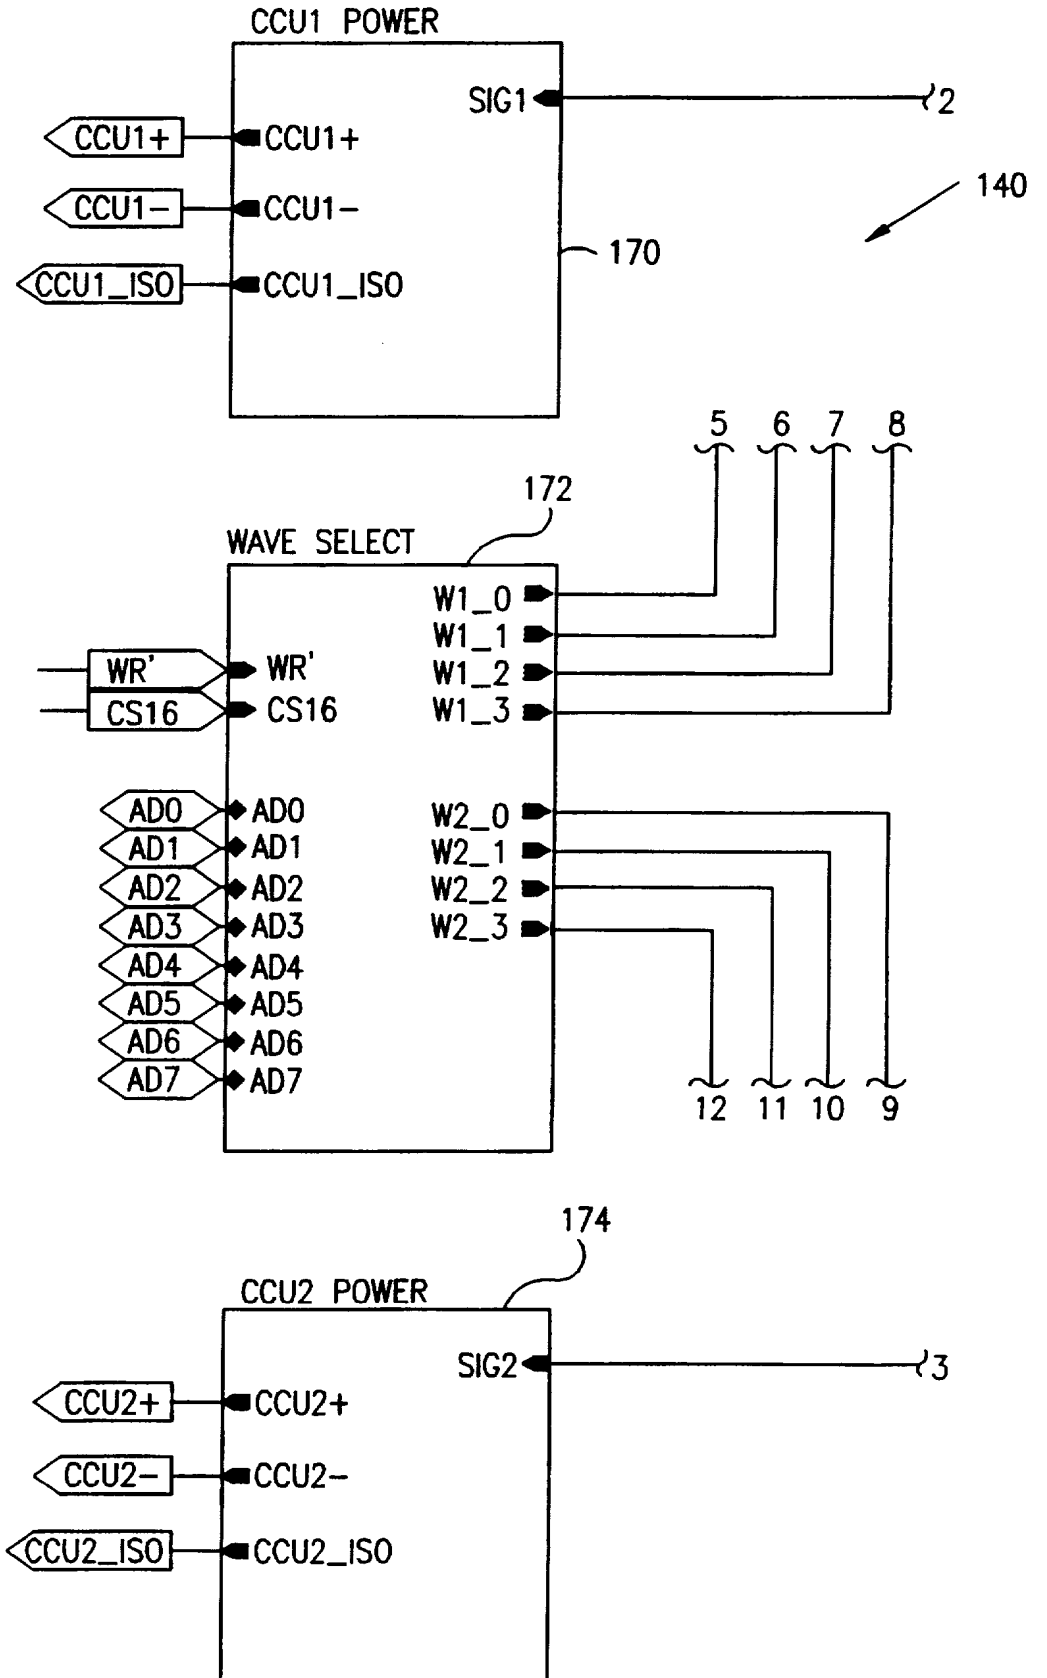 CCU1 POWER
SIG1 2
CCU1+ CCU1+
140
CCU1- CCU1-
170
CCU1_ISO CCU1_ISO
5 6 7 8
172
WAVE SELECT
W1_0
W1_1
WR' WR' W1_2
CS16 CS16 W1_3
AD0 AD0 W2_0
AD1 AD1 W2_1
AD2 AD2 W2_2
AD3 AD3 W2_3
AD4 AD4
AD5 AD5
AD6 AD6
AD7 AD7
12 11 10 9
174
CCU2 POWER
SIG2 3
CCU2+ CCU2+
CCU2- CCU2-
CCU2_ISO CCU2_ISO